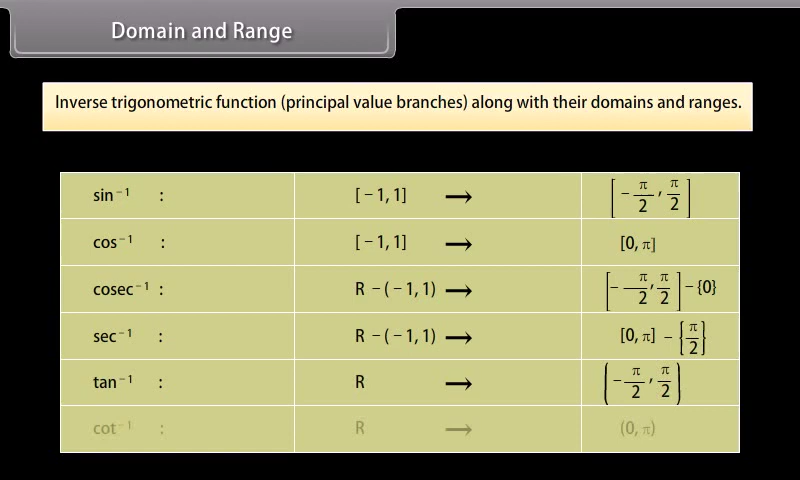 Domain and Range
Inverse trigonometric function (principal value branches) along with their domains and ranges.
sin⁻¹ : [−1, 1] → [−π/2, π/2]
cos⁻¹ : [−1, 1] → [0, π]
cosec⁻¹ : R −(−1, 1) → [−π/2, π/2] − {0}
sec⁻¹ : R −(−1, 1) → [0, π] − {π/2}
tan⁻¹ : R → (−π/2, π/2)
cot⁻¹ : R → (0, π)